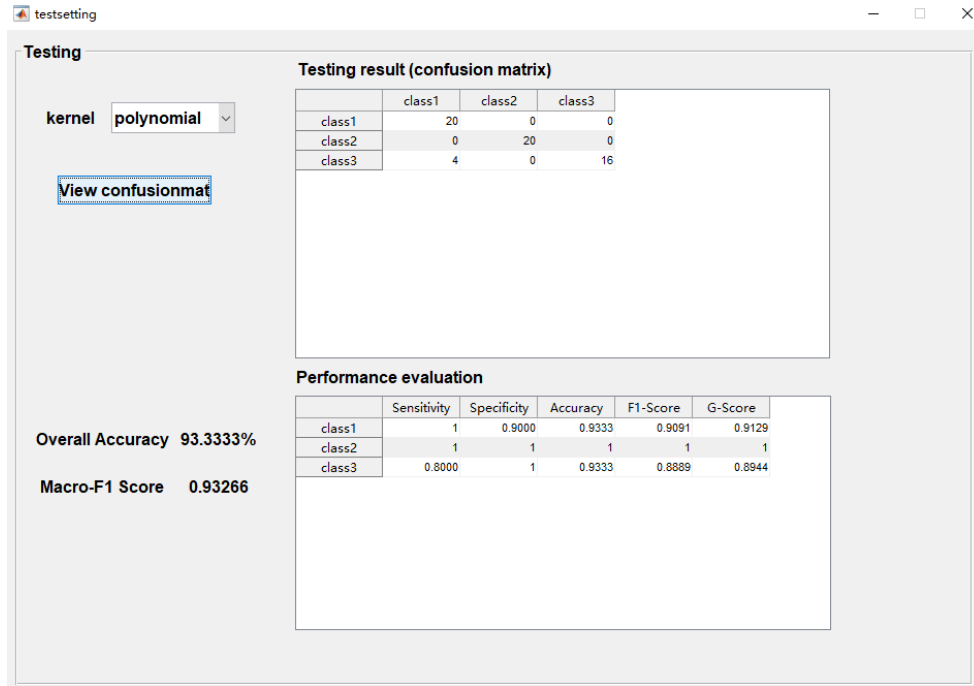 testsetting
Testing
kernel polynomial
View confusionmat
Testing result (confusion matrix)
class1 class2 class3
class1 20 0 0
class2 0 20 0
class3 4 0 16
Overall Accuracy 93.3333%
Macro-F1 Score 0.93266
Performance evaluation
Sensitivity Specificity Accuracy F1-Score G-Score
class1 1 0.9000 0.9333 0.9091 0.9129
class2 1 1 1 1 1
class3 0.8000 1 0.9333 0.8889 0.8944